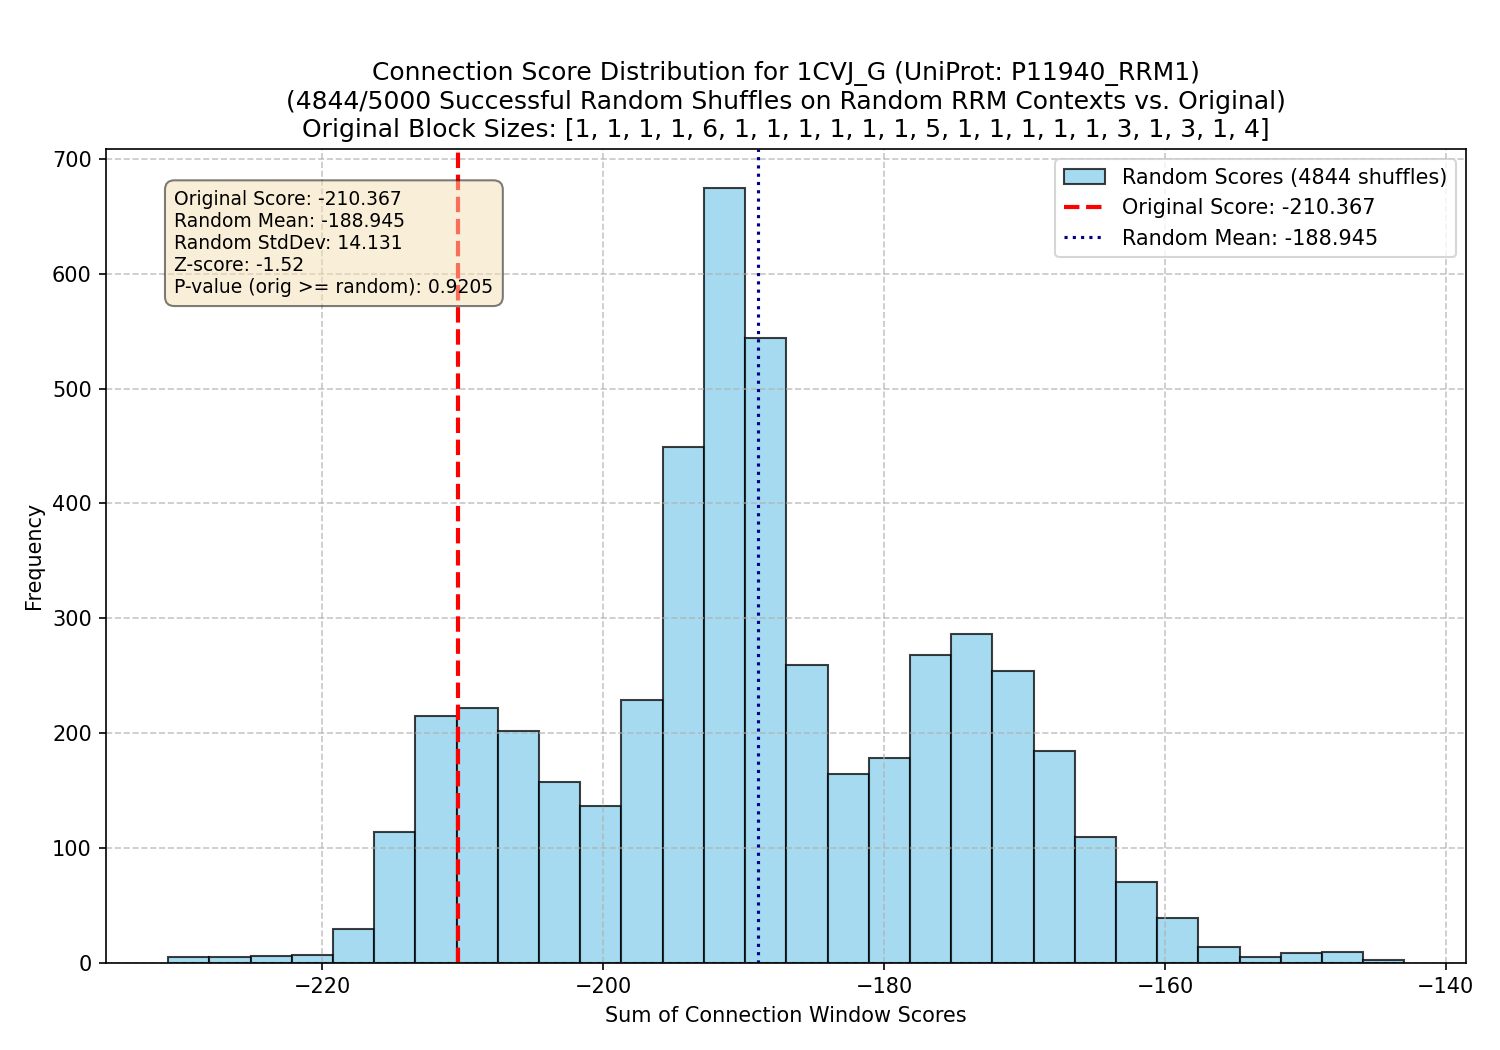 Connection Score Distribution for 1CVJ_G (UniProt: P11940_RRM1)
(4844/5000 Successful Random Shuffles on Random RRM Contexts vs. Original)
Original Block Sizes: [1, 1, 1, 1, 6, 1, 1, 1, 1, 1, 1, 5, 1, 1, 1, 1, 1, 3, 1, 3, 1, 4]
Original Score: -210.367
Random Mean: -188.945
Random StdDev: 14.131
Z-score: -1.52
P-value (orig >= random): 0.9205
Random Scores (4844 shuffles)
Original Score: -210.367
Random Mean: -188.945
Frequency
700
600
500
400
300
200
100
0
−220
−200
−180
−160
−140
Sum of Connection Window Scores